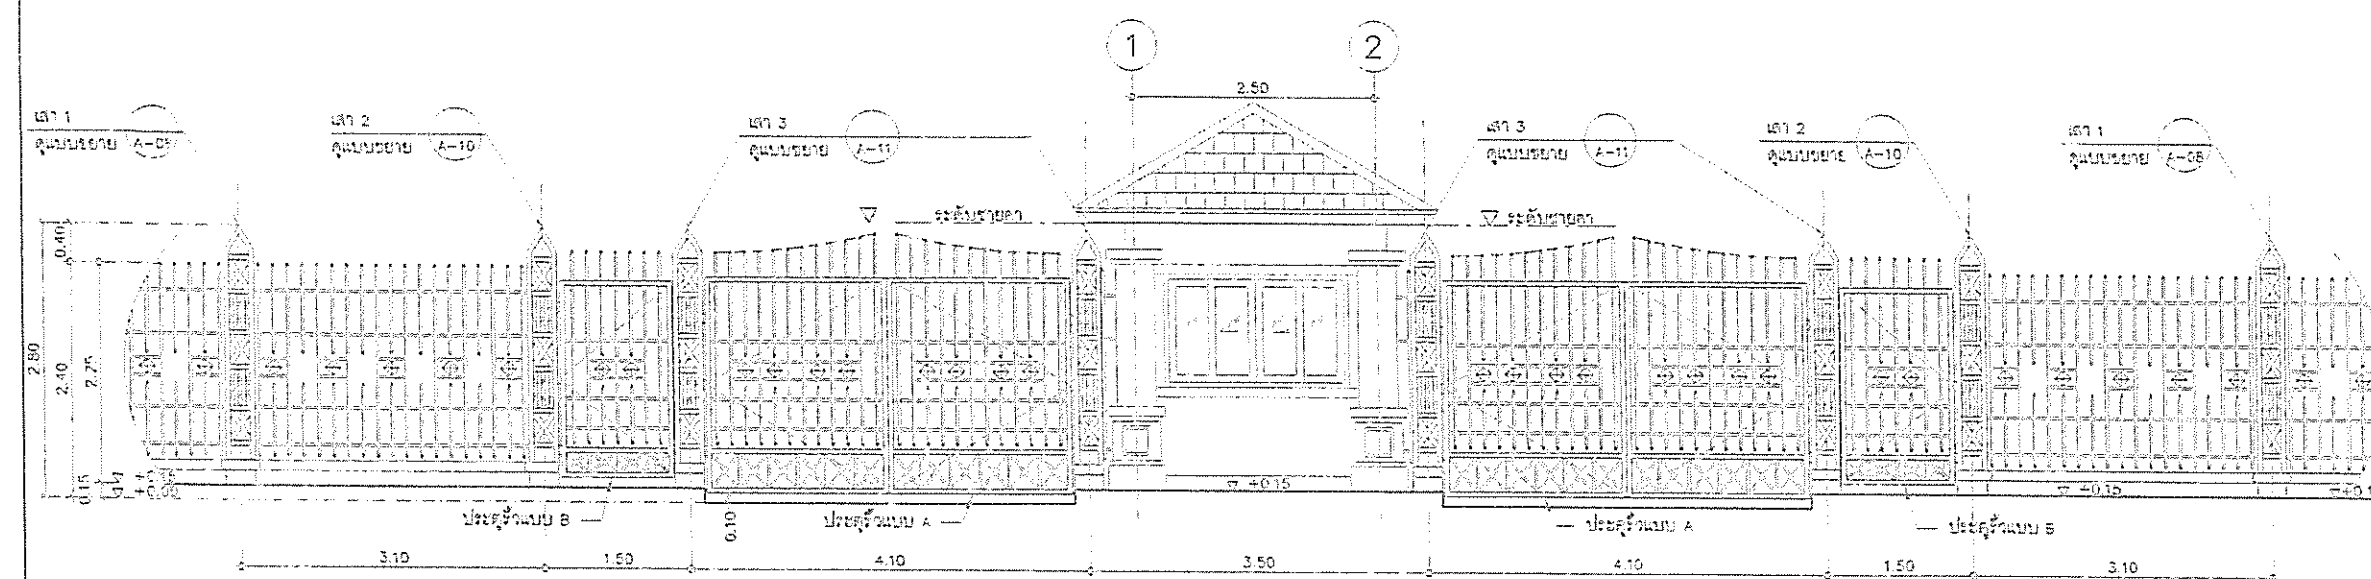 1 2
2.50
เสา 1
ดูแบบขยาย
เสา 2
ดูแบบขยาย A-10
เสา 3
ดูแบบขยาย A-11
เสา 3
ดูแบบขยาย A-11
เสา 2
ดูแบบขยาย A-10
เสา 1
ดูแบบขยาย A-08
ระดับชายคา
ระดับชายคา
0.40
2.80
2.40
2.25
0.15
+0.00
+0.15
+0.15
ประตูรั้วแบบ B
0.10
ประตูรั้วแบบ A
ประตูรั้วแบบ A
ประตูรั้วแบบ B
3.10 1.50 4.10 3.50 4.10 1.50 3.10